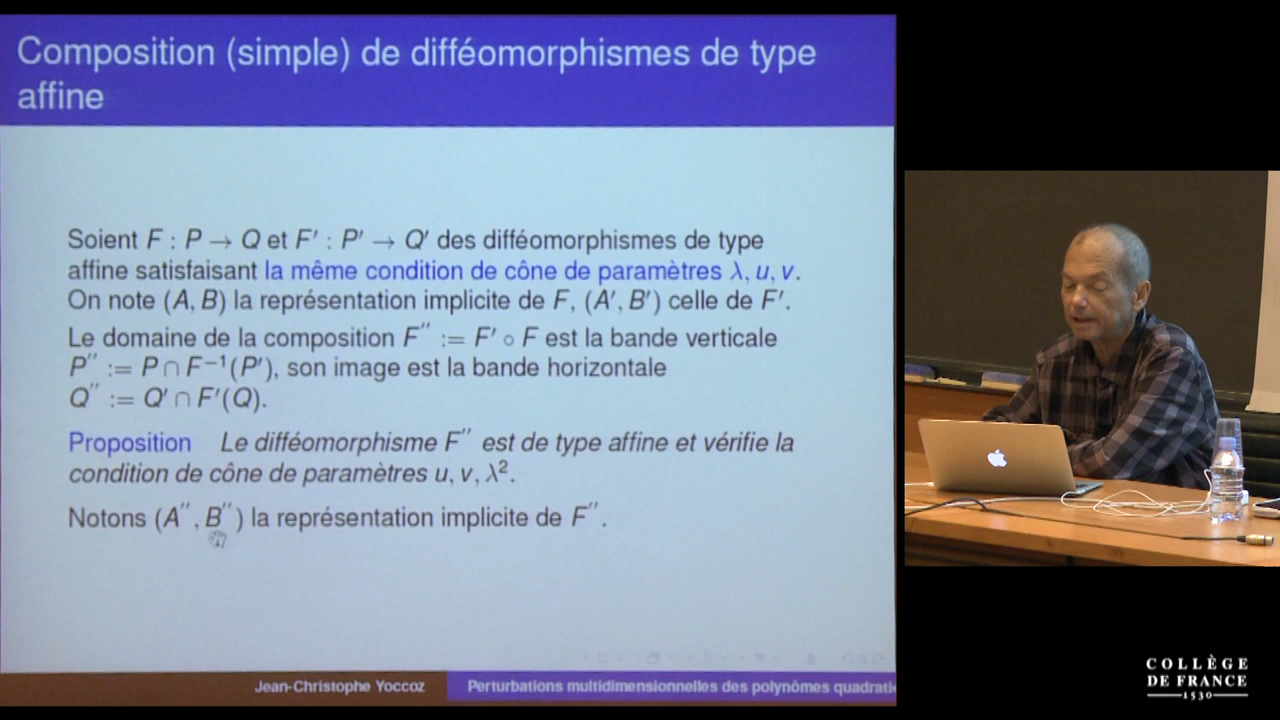 Composition (simple) de difféomorphismes de type
affine
Soient F : P → Q et F′ : P′ → Q′ des difféomorphismes de type
affine satisfaisant la même condition de cône de paramètres λ, u, v.
On note (A, B) la représentation implicite de F, (A′, B′) celle de F′.
Le domaine de la composition F″ := F′ ∘ F est la bande verticale
P″ := P ∩ F⁻¹(P′), son image est la bande horizontale
Q″ := Q′ ∩ F′(Q).
Proposition Le difféomorphisme F″ est de type affine et vérifie la
condition de cône de paramètres u, v, λ².
Notons (A″, B″) la représentation implicite de F″.
Jean-Christophe Yoccoz
Perturbations multidimensionnelles des polynômes quadrati
COLLÈGE
DE FRANCE
1530